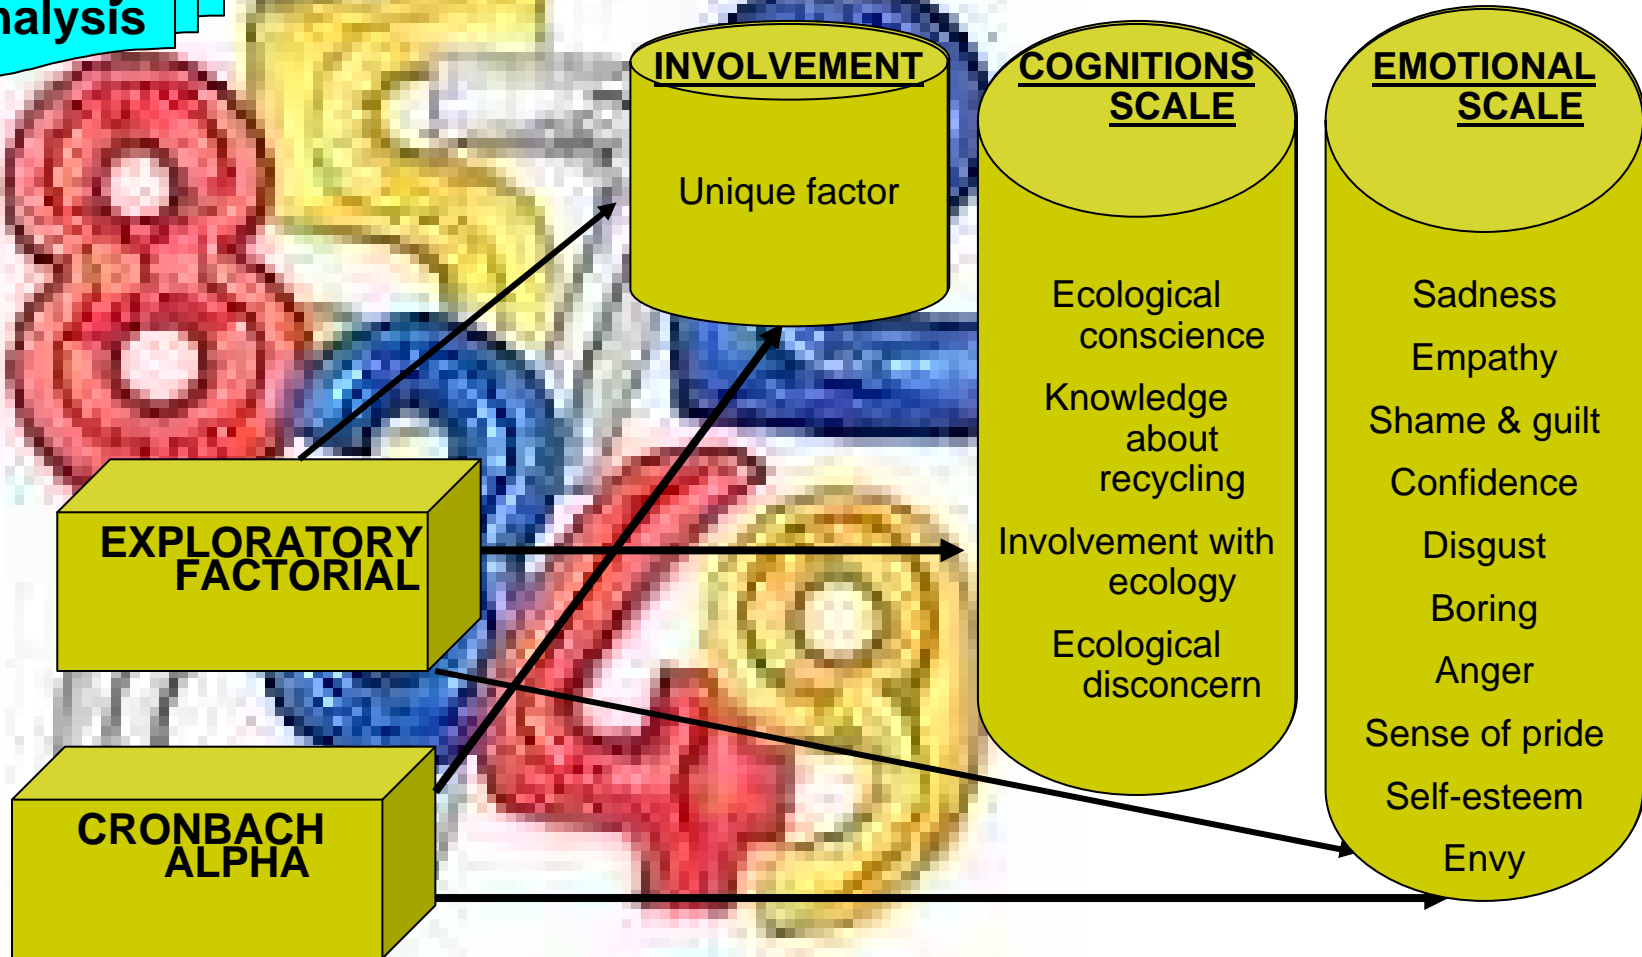 nalysis
INVOLVEMENT
Unique factor
COGNITIONS
SCALE
Ecological
conscience
Knowledge
about
recycling
Involvement with
ecology
Ecological
disconcern
EMOTIONAL
SCALE
Sadness
Empathy
Shame & guilt
Confidence
Disgust
Boring
Anger
Sense of pride
Self-esteem
Envy
EXPLORATORY
FACTORIAL
CRONBACH
ALPHA